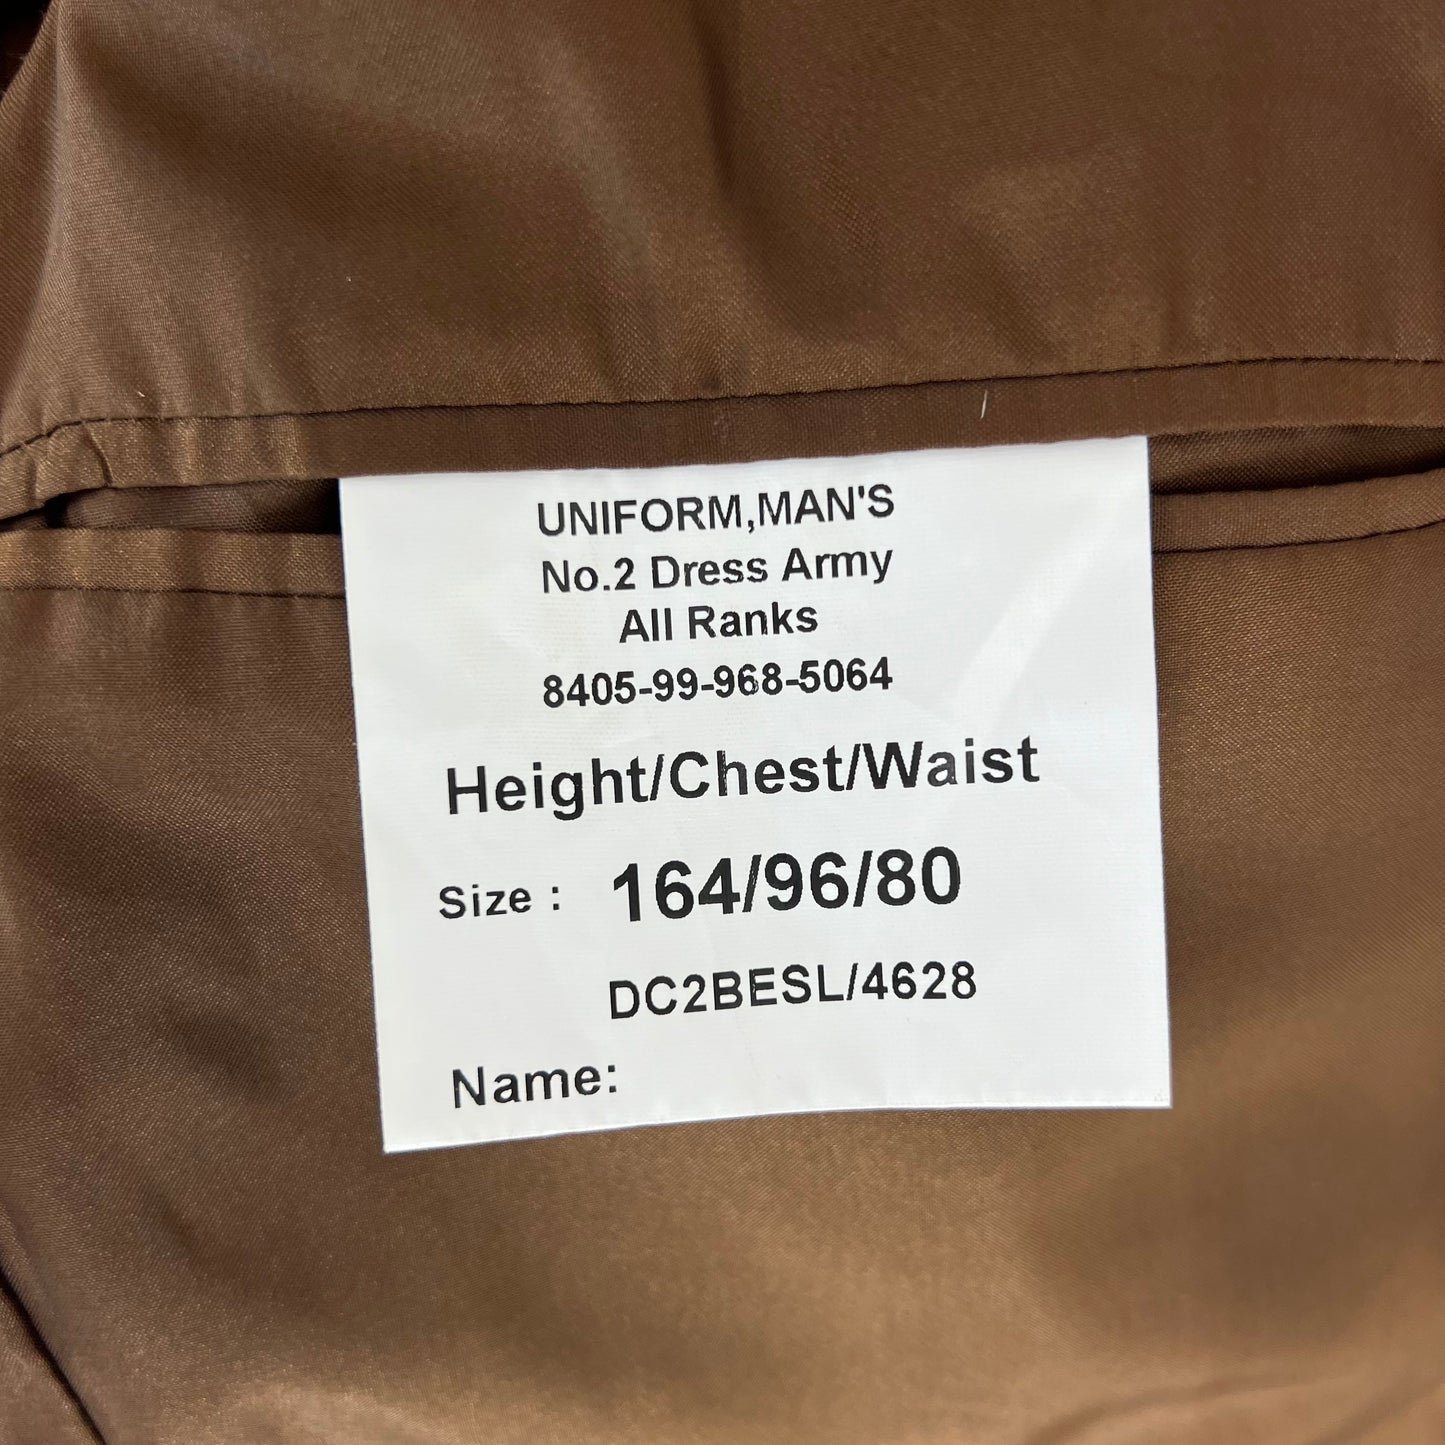 UNIFORM,MAN'S
No.2 Dress Army
All Ranks
8405-99-968-5064
Height/Chest/Waist
Size : 164/96/80
DC2BESL/4628
Name: